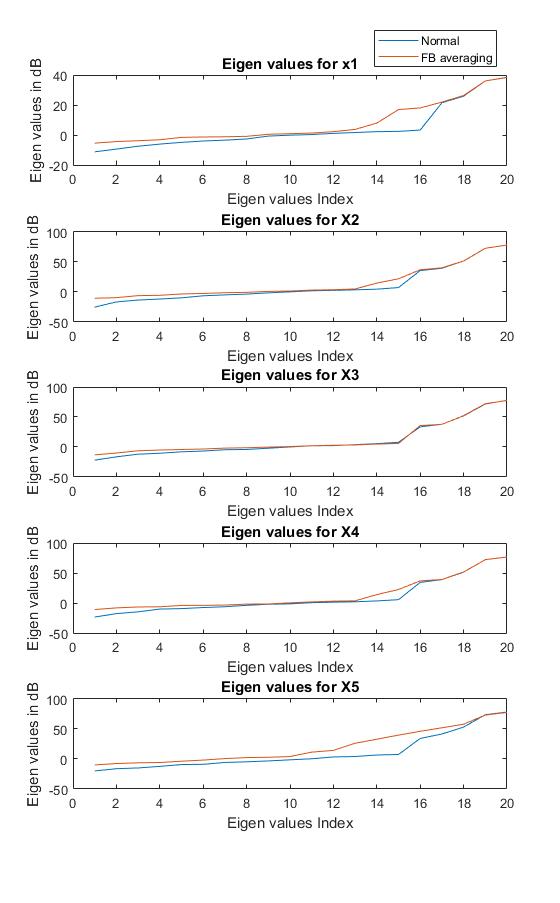 Normal
FB averaging
Eigen values for x1
Eigen values in dB
40
20
0
-20
0 2 4 6 8 10 12 14 16 18 20
Eigen values Index
Eigen values for X2
Eigen values in dB
100
50
0
-50
0 2 4 6 8 10 12 14 16 18 20
Eigen values Index
Eigen values for X3
Eigen values in dB
100
50
0
-50
0 2 4 6 8 10 12 14 16 18 20
Eigen values Index
Eigen values for X4
Eigen values in dB
100
50
0
-50
0 2 4 6 8 10 12 14 16 18 20
Eigen values Index
Eigen values for X5
Eigen values in dB
100
50
0
-50
0 2 4 6 8 10 12 14 16 18 20
Eigen values Index